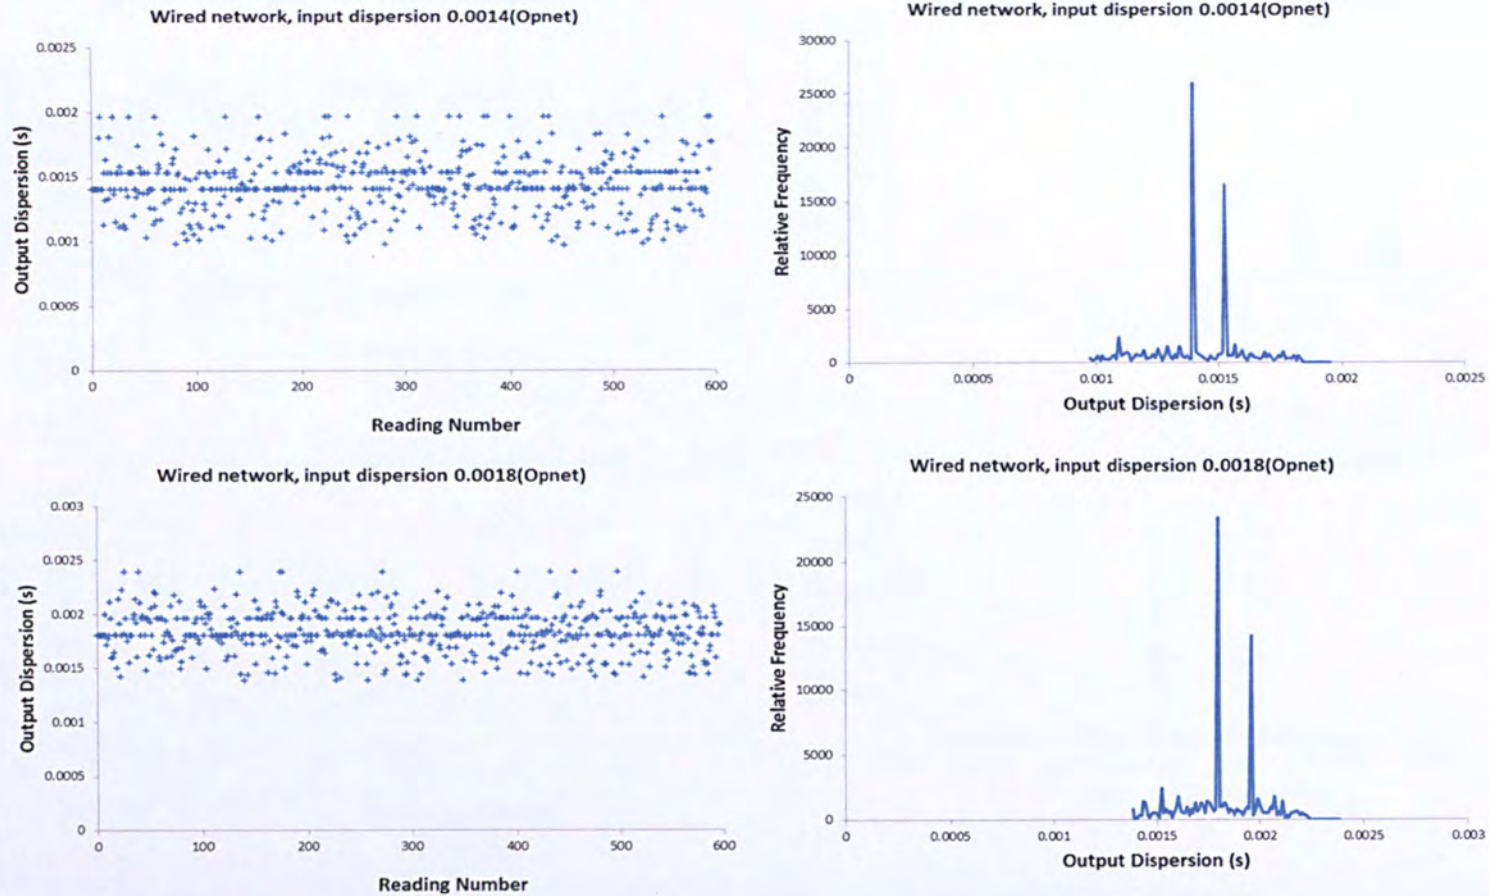 Wired network, input dispersion 0.0014(Opnet)
0.0025
0.002
0.0015
0.001
0.0005
0
0 100 200 300 400 500 600
Output Dispersion (s)
Reading Number
Wired network, input dispersion 0.0014(Opnet)
30000
25000
20000
15000
10000
5000
0
0 0.0005 0.001 0.0015 0.002 0.0025
Relative Frequency
Output Dispersion (s)
Wired network, input dispersion 0.0018(Opnet)
0.003
0.0025
0.002
0.0015
0.001
0.0005
0
0 100 200 300 400 500 600
Output Dispersion (s)
Reading Number
Wired network, input dispersion 0.0018(Opnet)
25000
20000
15000
10000
5000
0
0 0.0005 0.001 0.0015 0.002 0.0025 0.003
Relative Frequency
Output Dispersion (s)